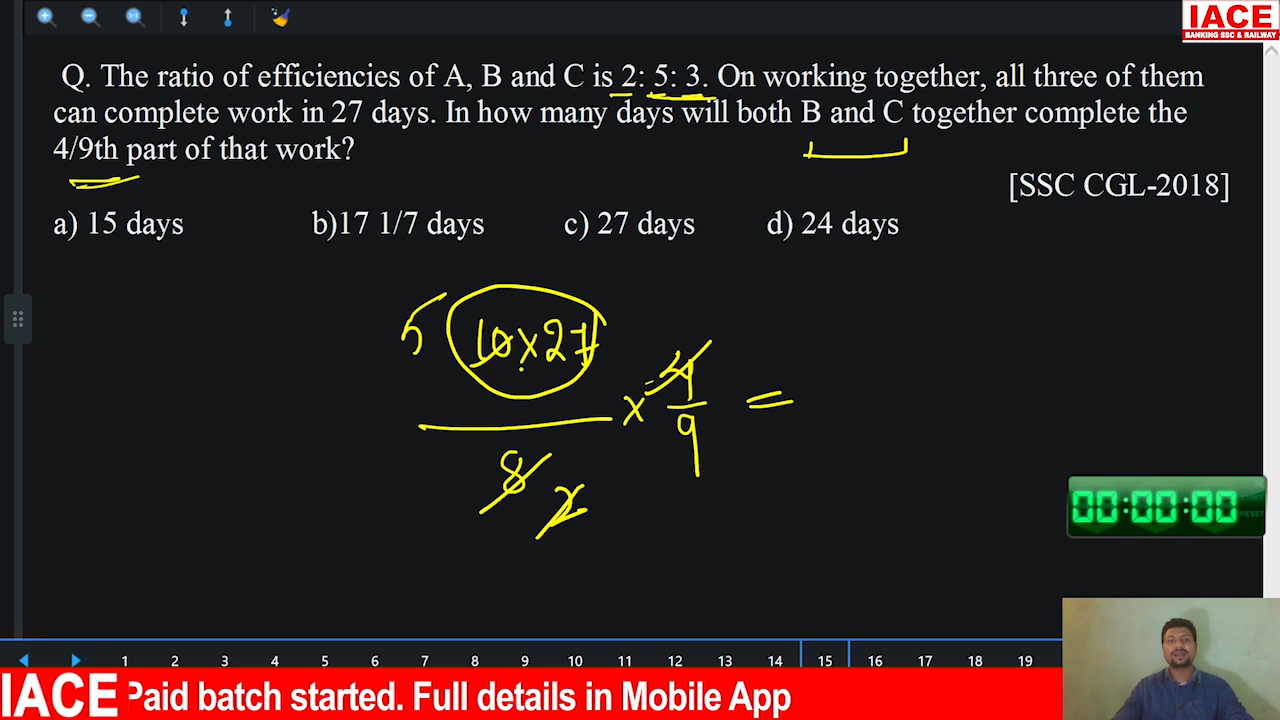 IACE
BANKING SSC & RAILWAY
Q. The ratio of efficiencies of A, B and C is 2: 5: 3. On working together, all three of them
can complete work in 27 days. In how many days will both B and C together complete the
4/9th part of that work?
[SSC CGL-2018]
a) 15 days b)17 1/7 days c) 27 days d) 24 days
5 10×27
× 4/9 =
8 2
00:00:00
RESET
1 2 3 4 5 6 7 8 9 10 11 12 13 14 15 16 17 18 19
IACE Paid batch started. Full details in Mobile App